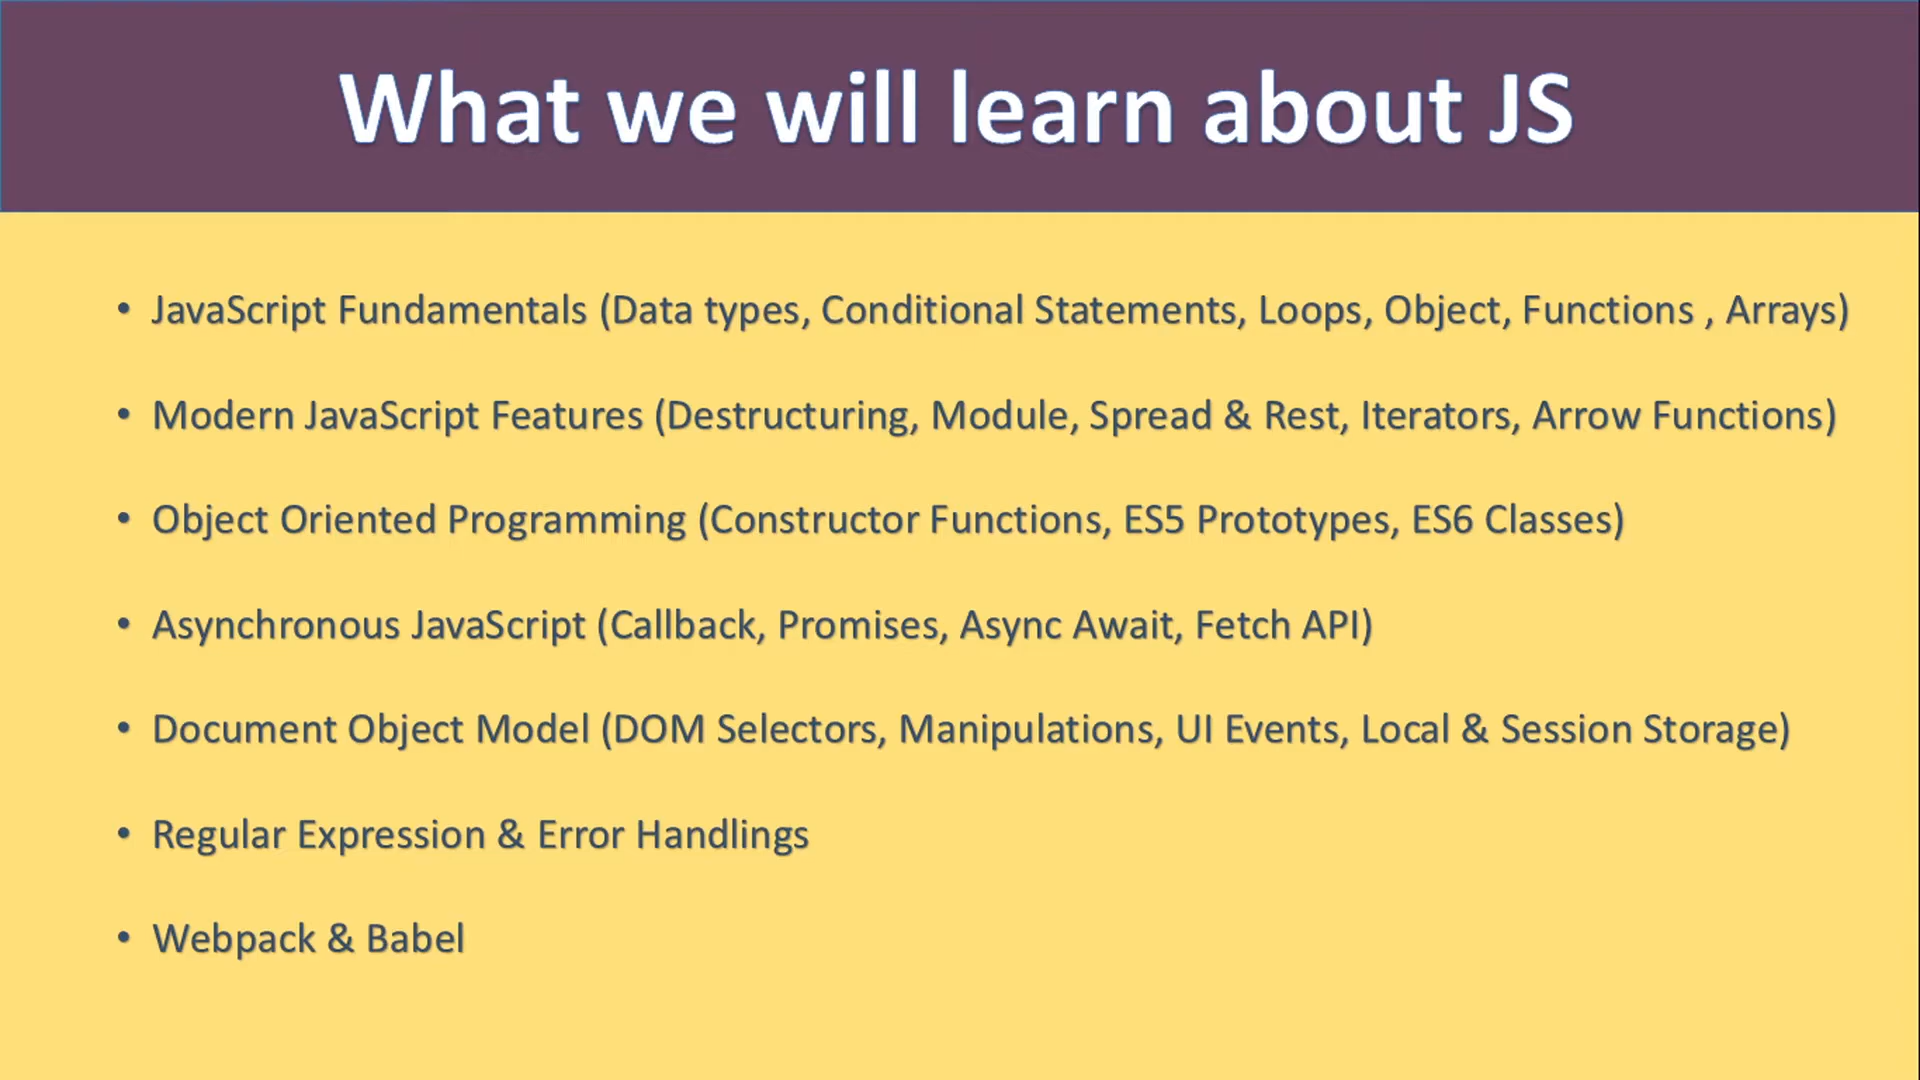 What we will learn about JS
• JavaScript Fundamentals (Data types, Conditional Statements, Loops, Object, Functions , Arrays)
• Modern JavaScript Features (Destructuring, Module, Spread & Rest, Iterators, Arrow Functions)
• Object Oriented Programming (Constructor Functions, ES5 Prototypes, ES6 Classes)
• Asynchronous JavaScript (Callback, Promises, Async Await, Fetch API)
• Document Object Model (DOM Selectors, Manipulations, UI Events, Local & Session Storage)
• Regular Expression & Error Handlings
• Webpack & Babel